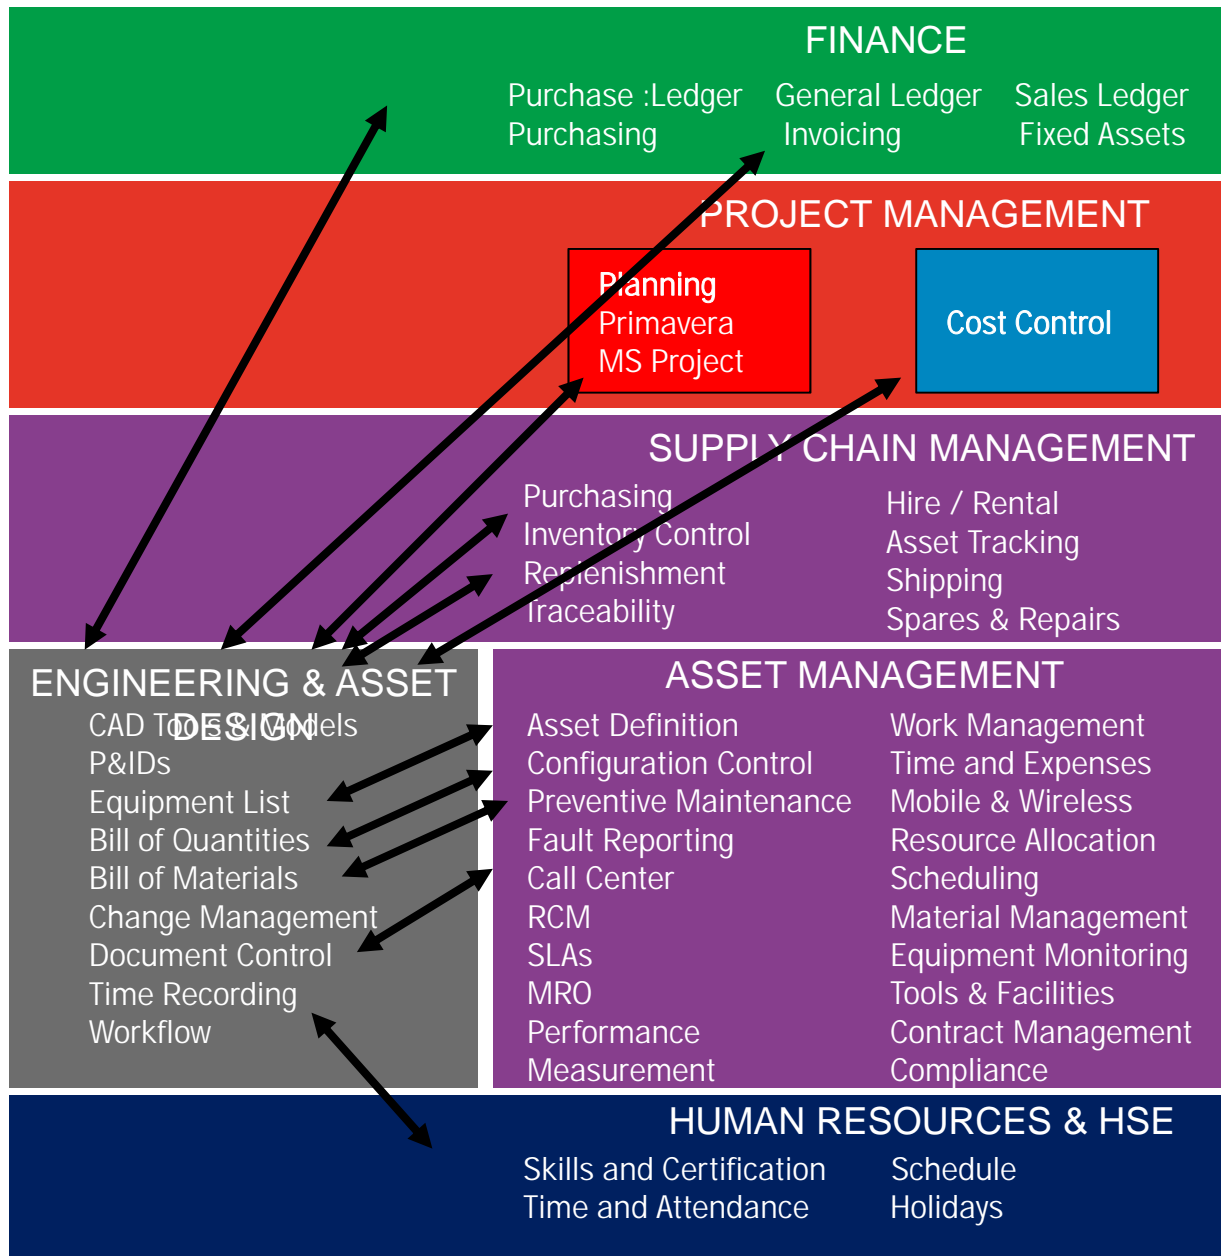 FINANCE
Purchase :Ledger General Ledger Sales Ledger
Purchasing Invoicing Fixed Assets
PROJECT MANAGEMENT
Planning
Primavera
MS Project
Cost Control
SUPPLY CHAIN MANAGEMENT
Purchasing
Inventory Control
Replenishment
Traceability
Hire / Rental
Asset Tracking
Shipping
Spares & Repairs
ENGINEERING & ASSET
DESIGN
CAD Tools & Models
P&IDs
Equipment List
Bill of Quantities
Bill of Materials
Change Management
Document Control
Time Recording
Workflow
ASSET MANAGEMENT
Asset Definition
Configuration Control
Preventive Maintenance
Fault Reporting
Call Center
RCM
SLAs
MRO
Performance
Measurement
Work Management
Time and Expenses
Mobile & Wireless
Resource Allocation
Scheduling
Material Management
Equipment Monitoring
Tools & Facilities
Contract Management
Compliance
HUMAN RESOURCES & HSE
Skills and Certification
Time and Attendance
Schedule
Holidays